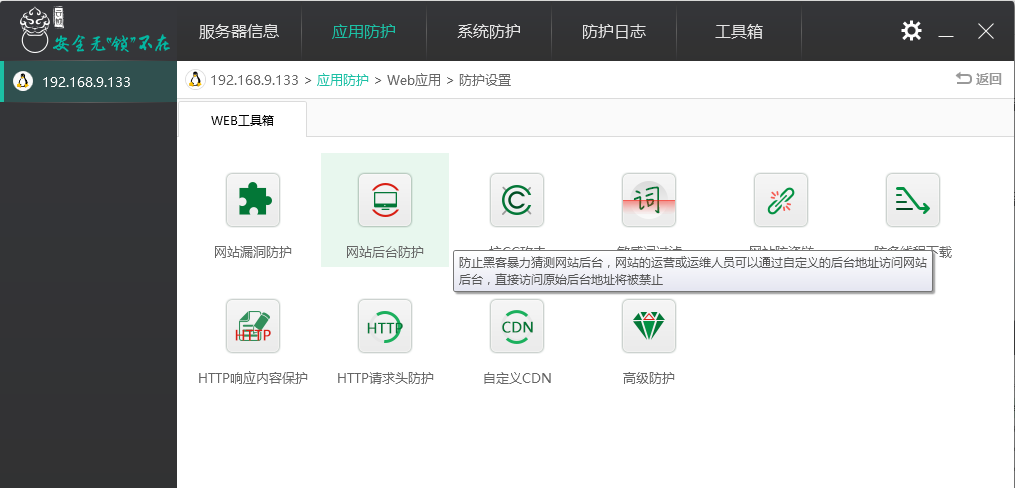 安全无"锁"不在
服务器信息
应用防护
系统防护
防护日志
工具箱
192.168.9.133
192.168.9.133 > 应用防护 > Web应用 > 防护设置
返回
WEB工具箱
词
网站漏洞防护
网站后台防护
防止黑客暴力猜测网站后台，网站的运营或运维人员可以通过自定义的后台地址访问网站
后台，直接访问原始后台地址将被禁止
HTTP
HTTP
CDN
HTTP响应内容保护
HTTP请求头防护
自定义CDN
高级防护